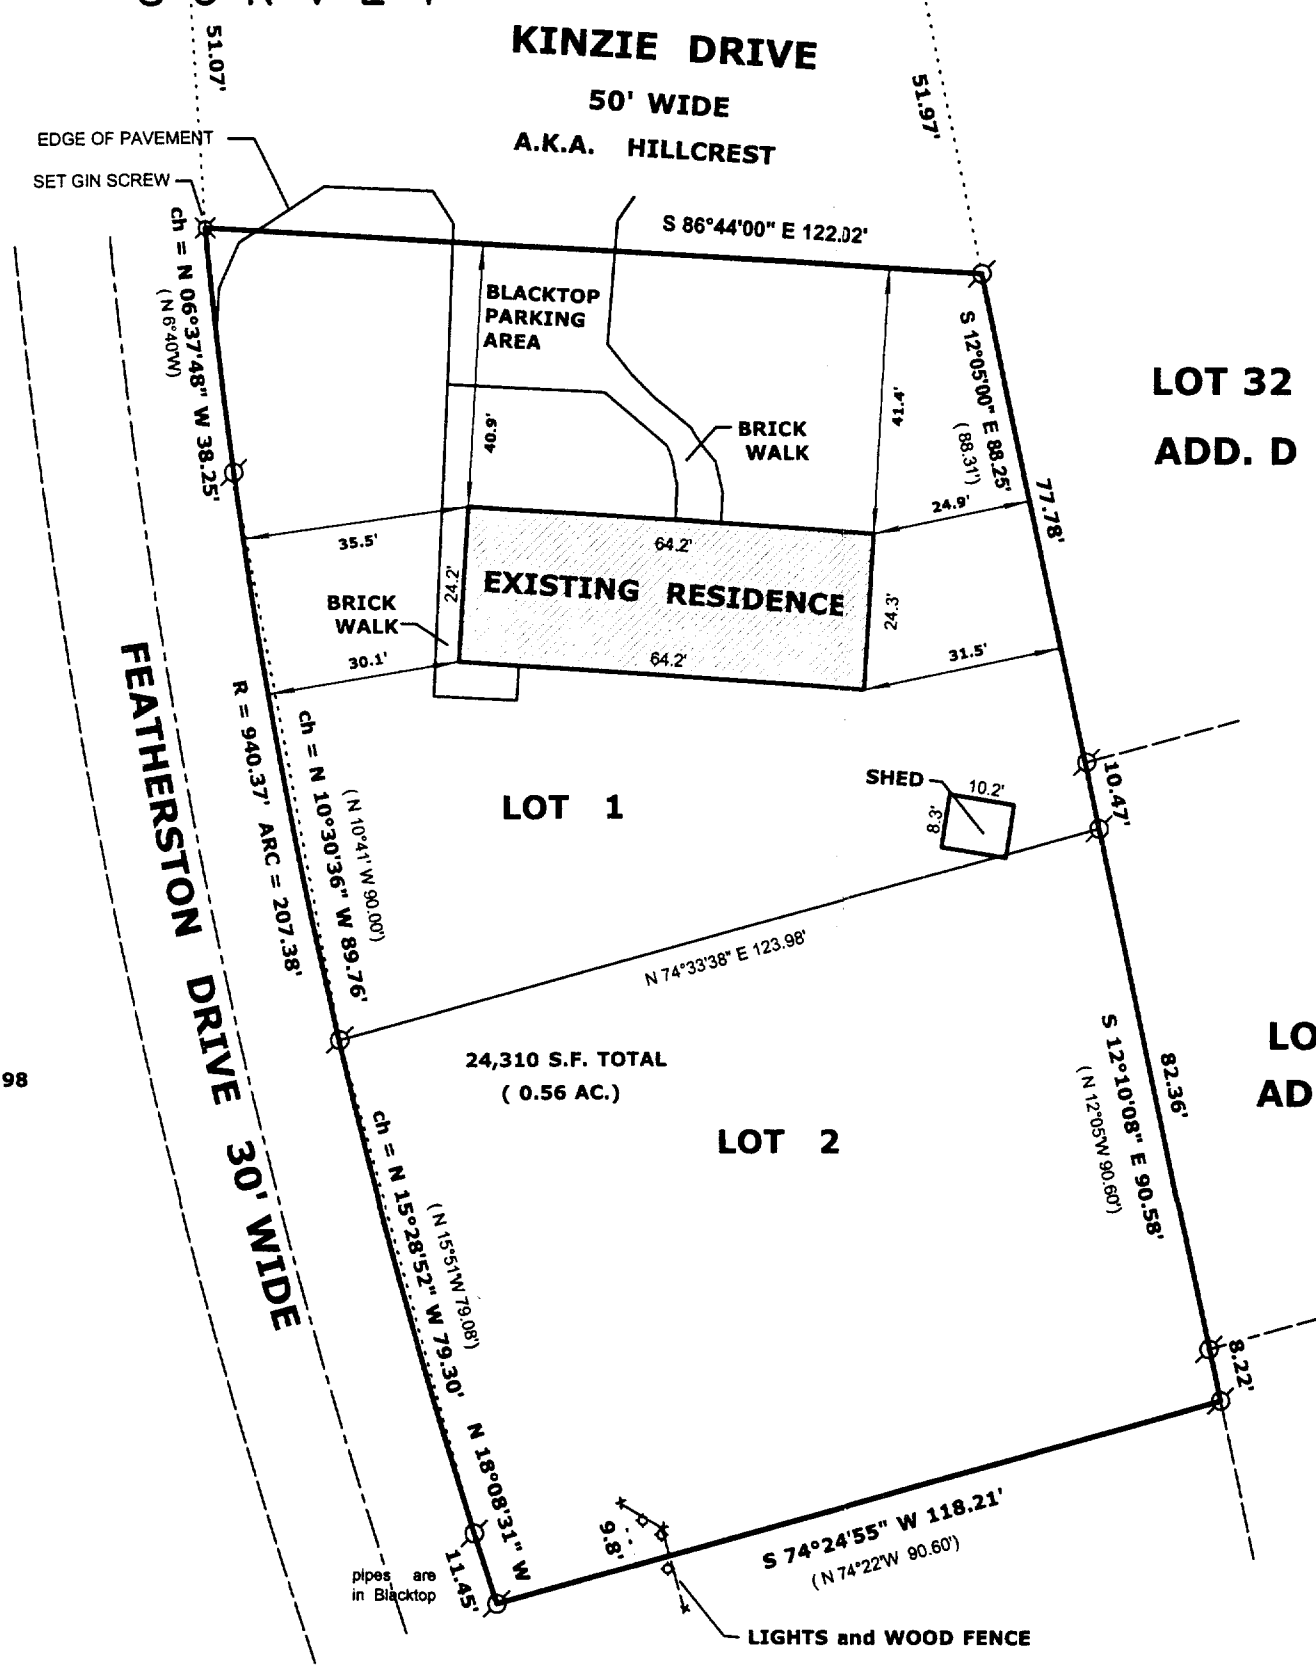 51.07'
KINZIE DRIVE
50' WIDE
A.K.A. HILLCREST
51.97'
EDGE OF PAVEMENT
SET GIN SCREW
S 86°44'00" E 122.02'
ch = N 06°37'48" W 38.25'
( N 6°40'W)
BLACKTOP
PARKING
AREA
40.9'
41.4'
BRICK
WALK
S 12°05'00" E 88.25'
(88.31')
77.78'
LOT 32
ADD. D
24.9'
35.5'
64.2'
24.2'
EXISTING RESIDENCE
24.3'
64.2'
BRICK
WALK
30.1'
31.5'
FEATHERSTON DRIVE 30' WIDE
R = 940.37' ARC = 207.38'
ch = N 10°30'36" W 89.76'
( N 10°41' W 90.00')
LOT 1
SHED
10.2'
8.3'
10.47'
N 74°33'38" E 123.98'
24,310 S.F. TOTAL
( 0.56 AC.)
98
LOT 2
S 12°10'08" E 90.58'
( N 12°05'W 90.60')
82.36'
LO
AD
ch = N 15°28'52" W 79.30'
( N 15°51'W 79.08')
8.22'
N 18°08'31" W
11.45'
pipes are
in Blacktop
9.8'
S 74°24'55" W 118.21'
( N 74°22'W 90.60')
LIGHTS and WOOD FENCE